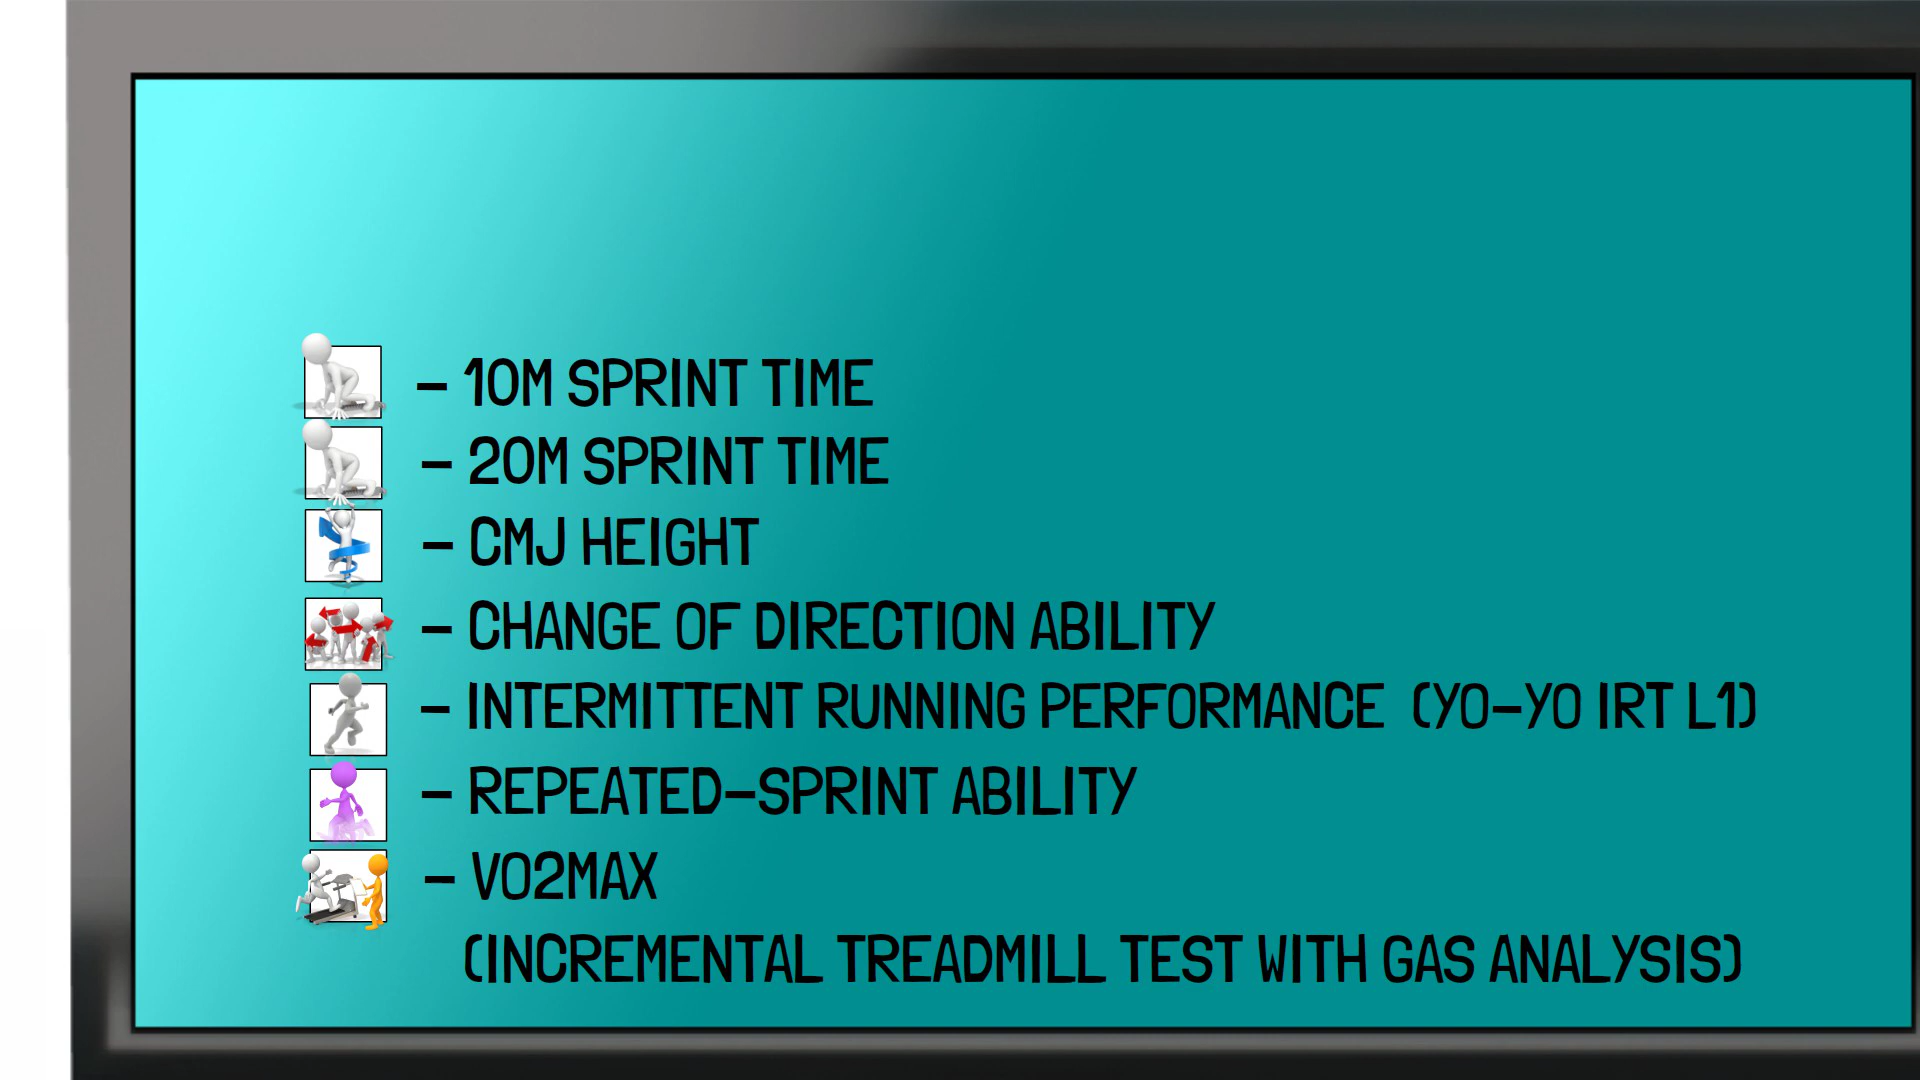 - 10M SPRINT TIME
- 20M SPRINT TIME
- CMJ HEIGHT
- CHANGE OF DIRECTION ABILITY
- INTERMITTENT RUNNING PERFORMANCE (YO-YO IRT L1)
- REPEATED-SPRINT ABILITY
- VO2MAX
(INCREMENTAL TREADMILL TEST WITH GAS ANALYSIS)